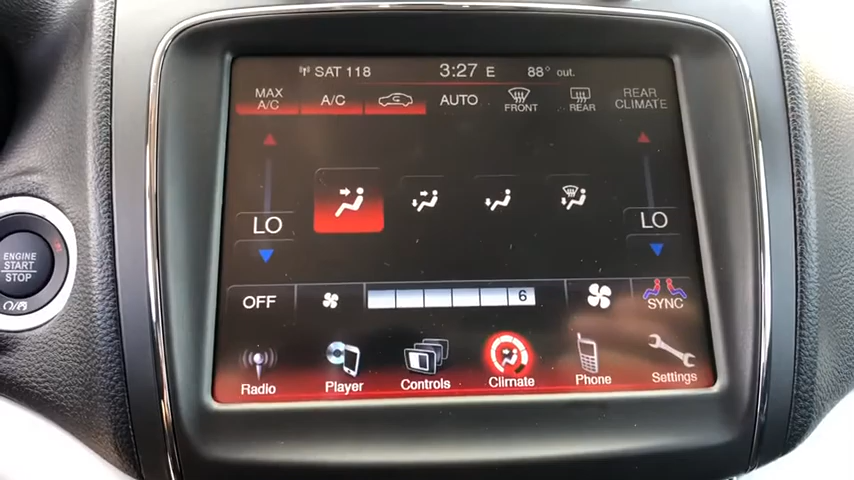 SAT 118 3:27 E 88° out.
MAX A/C A/C AUTO FRONT REAR REAR CLIMATE
LO LO
ENGINE
START
STOP
OFF 6 SYNC
Radio Player Controls Climate Phone Settings